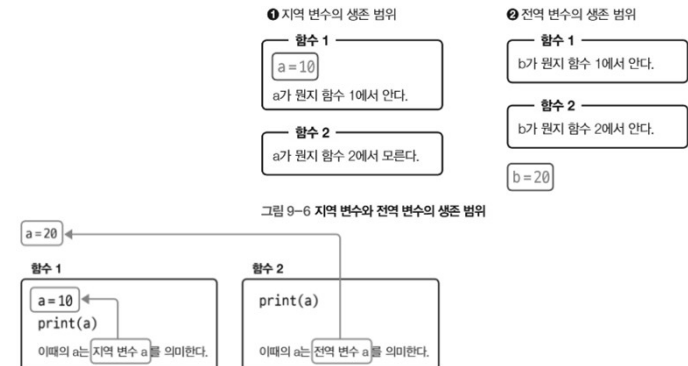 ❶ 지역 변수의 생존 범위
함수 1
a=10
a가 뭔지 함수 1에서 안다.
함수 2
a가 뭔지 함수 2에서 모른다.
❷ 전역 변수의 생존 범위
함수 1
b가 뭔지 함수 1에서 안다.
함수 2
b가 뭔지 함수 2에서 안다.
b=20
그림 9-6 지역 변수와 전역 변수의 생존 범위
a=20
함수 1
a=10
print(a)
이때의 a는 지역 변수 a를 의미한다.
함수 2
print(a)
이때의 a는 전역 변수 a를 의미한다.